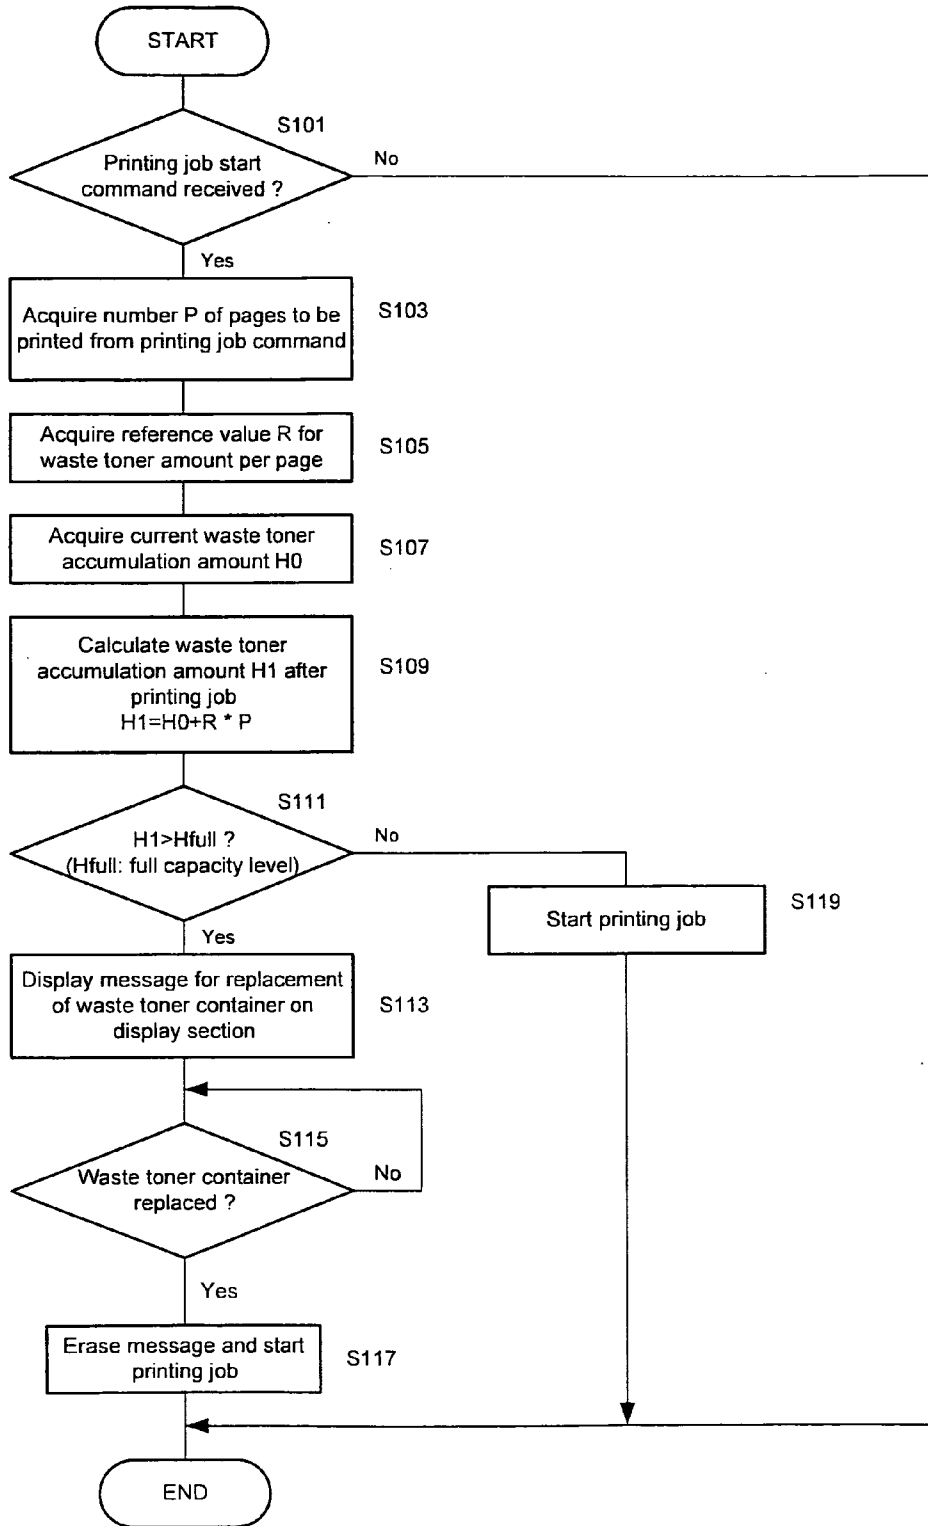 START
S101
Printing job start
command received ?
No
Yes
Acquire number P of pages to be
printed from printing job command
S103
Acquire reference value R for
waste toner amount per page
S105
Acquire current waste toner
accumulation amount H0
S107
Calculate waste toner
accumulation amount H1 after
printing job
H1=H0+R * P
S109
S111
H1>Hfull ?
(Hfull: full capacity level)
No
Yes
Start printing job
S119
Display message for replacement
of waste toner container on
display section
S113
S115
Waste toner container
replaced ?
No
Yes
Erase message and start
printing job
S117
END